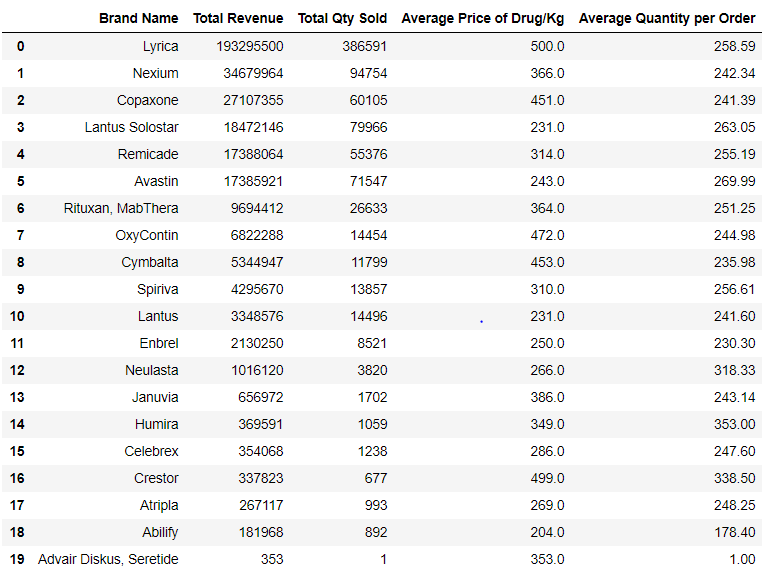 Brand Name Total Revenue Total Qty Sold Average Price of Drug/Kg Average Quantity per Order
0 Lyrica 193295500 386591 500.0 258.59
1 Nexium 34679964 94754 366.0 242.34
2 Copaxone 27107355 60105 451.0 241.39
3 Lantus Solostar 18472146 79966 231.0 263.05
4 Remicade 17388064 55376 314.0 255.19
5 Avastin 17385921 71547 243.0 269.99
6 Rituxan, MabThera 9694412 26633 364.0 251.25
7 OxyContin 6822288 14454 472.0 244.98
8 Cymbalta 5344947 11799 453.0 235.98
9 Spiriva 4295670 13857 310.0 256.61
10 Lantus 3348576 14496 231.0 241.60
11 Enbrel 2130250 8521 250.0 230.30
12 Neulasta 1016120 3820 266.0 318.33
13 Januvia 656972 1702 386.0 243.14
14 Humira 369591 1059 349.0 353.00
15 Celebrex 354068 1238 286.0 247.60
16 Crestor 337823 677 499.0 338.50
17 Atripla 267117 993 269.0 248.25
18 Abilify 181968 892 204.0 178.40
19 Advair Diskus, Seretide 353 1 353.0 1.00